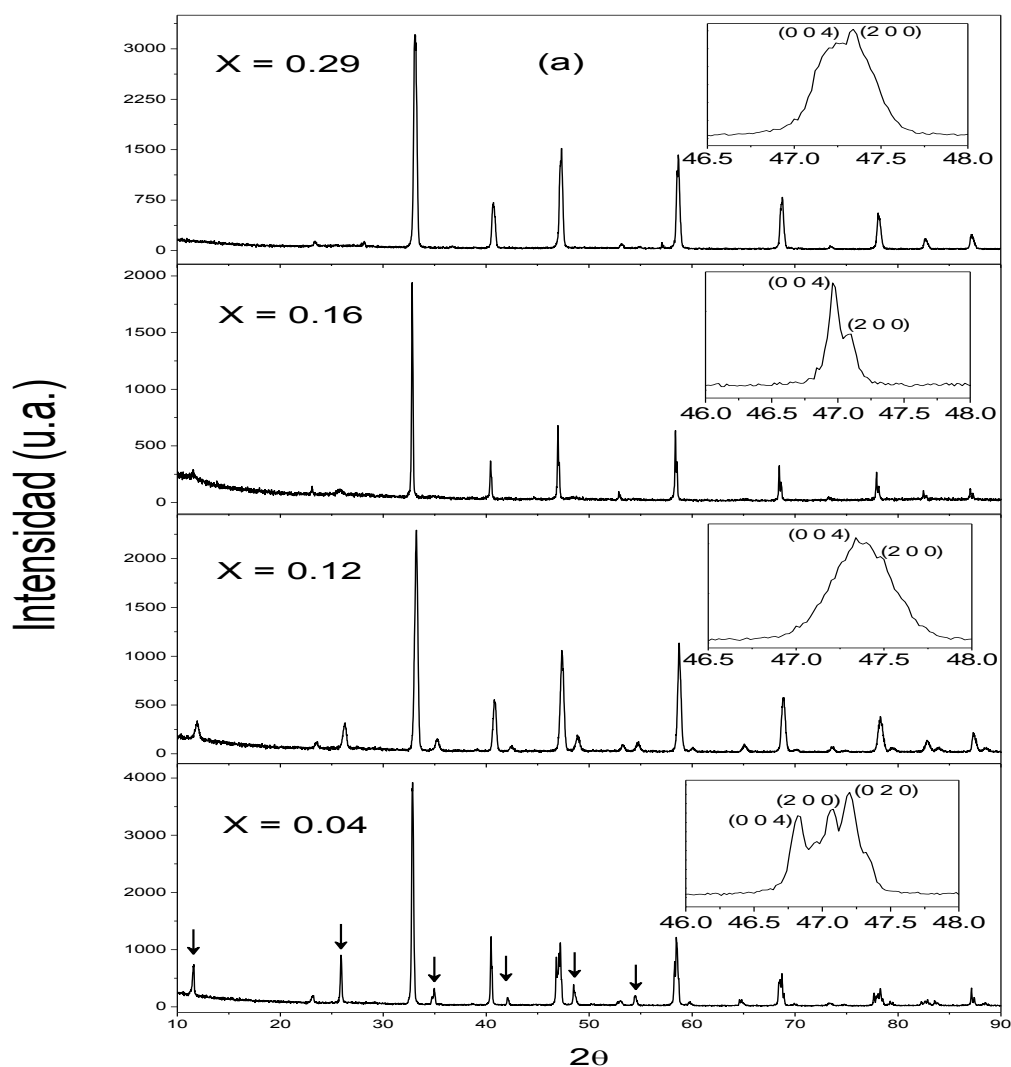 Intensidad (u.a.)
3000
2250
1500
750
0
X = 0.29
(a)
(0 0 4)
(2 0 0)
46.5 47.0 47.5 48.0
2000
1500
1000
500
0
X = 0.16
(0 0 4)
(2 0 0)
46.0 46.5 47.0 47.5 48.0
2000
1500
1000
500
0
X = 0.12
(0 0 4)
(2 0 0)
46.5 47.0 47.5 48.0
4000
3000
2000
1000
0
X = 0.04
(0 0 4)
(2 0 0)
(0 2 0)
46.0 46.5 47.0 47.5 48.0
10 20 30 40 50 60 70 80 90
2θ